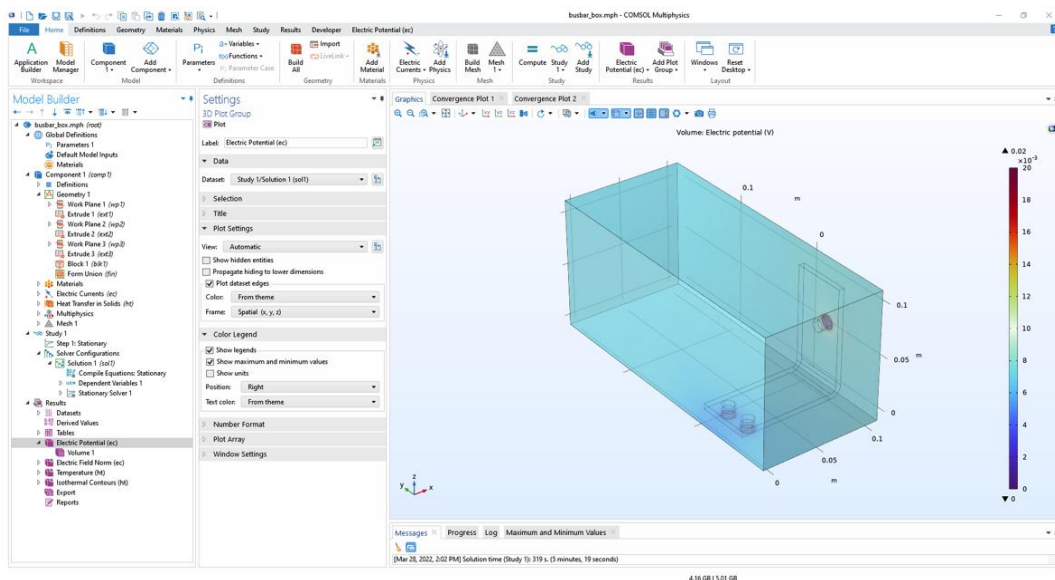 busbar_box.mph - COMSOL Multiphysics
File Home Definitions Geometry Materials Physics Mesh Study Results Developer Electric Potential (ec)
Application Builder
Model Manager
Workspace
Component 1
Add Component
Model
Parameters
a= Variables
f(x) Functions
Pi Parameter Case
Definitions
Build All
Import
LiveLink
Geometry
Add Material
Materials
Electric Currents
Add Physics
Physics
Build Mesh
Mesh 1
Mesh
Compute
Study 1
Add Study
Study
Electric Potential (ec)
Add Plot Group
Results
Windows
Reset Desktop
Layout
Model Builder
busbar_box.mph (root)
Global Definitions
Pi Parameters 1
Default Model Inputs
Materials
Component 1 (comp1)
Definitions
Geometry 1
Work Plane 1 (wp1)
Extrude 1 (ext1)
Work Plane 2 (wp2)
Extrude 2 (ext2)
Work Plane 3 (wp3)
Extrude 3 (ext3)
Block 1 (blk1)
Form Union (fin)
Materials
Electric Currents (ec)
Heat Transfer in Solids (ht)
Multiphysics
Mesh 1
Study 1
Step 1: Stationary
Solver Configurations
Solution 1 (sol1)
Compile Equations: Stationary
Dependent Variables 1
Stationary Solver 1
Results
Datasets
Derived Values
Tables
Electric Potential (ec)
Volume 1
Electric Field Norm (ec)
Temperature (ht)
Isothermal Contours (ht)
Export
Reports
Settings
3D Plot Group
Plot
Label: Electric Potential (ec)
Data
Dataset: Study 1/Solution 1 (sol1)
Selection
Title
Plot Settings
View: Automatic
Show hidden entities
Propagate hiding to lower dimensions
Plot dataset edges
Color: From theme
Frame: Spatial (x, y, z)
Color Legend
Show legends
Show maximum and minimum values
Show units
Position: Right
Text color: From theme
Number Format
Plot Array
Window Settings
Graphics Convergence Plot 1 Convergence Plot 2
Volume: Electric potential (V)
0.1
m
0
0.1
0.05 m
0
0.1
0.05
m
0
y z x
▲ 0.02
×10⁻³
20
18
16
14
12
10
8
6
4
2
0
▼ 0
Messages Progress Log Maximum and Minimum Values
[Mar 28, 2022, 2:02 PM] Solution time (Study 1): 319 s. (5 minutes, 19 seconds)
4.16 GB | 5.01 GB